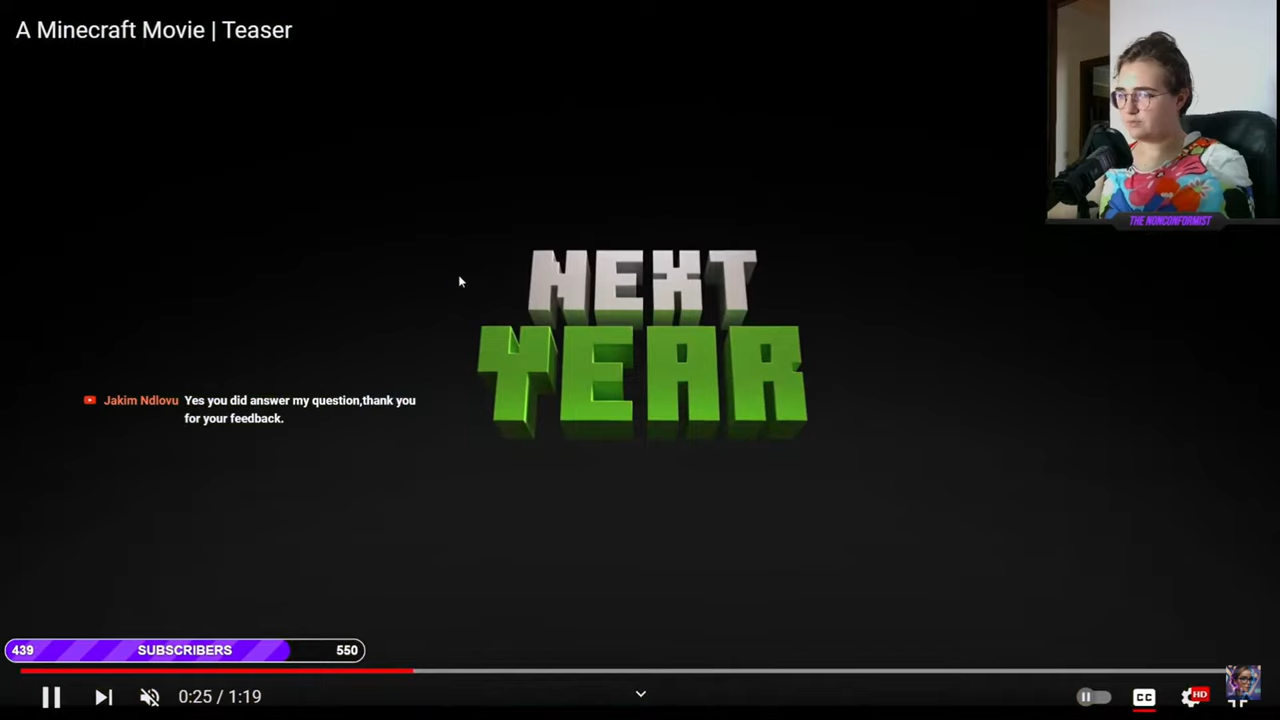 A Minecraft Movie | Teaser
THE NONCONFORMIST
NEXT
YEAR
Jakim Ndlovu Yes you did answer my question,thank you
for your feedback.
439 SUBSCRIBERS 550
0:25 / 1:19
CC
HD